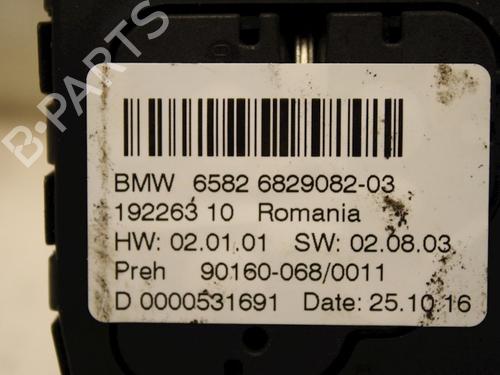 B-PARTS
BMW 6582 6829082-03
192263 10 Romania
HW: 02.01.01 SW: 02.08.03
Preh 90160-068/0011
D 0000531691 Date: 25.10.16